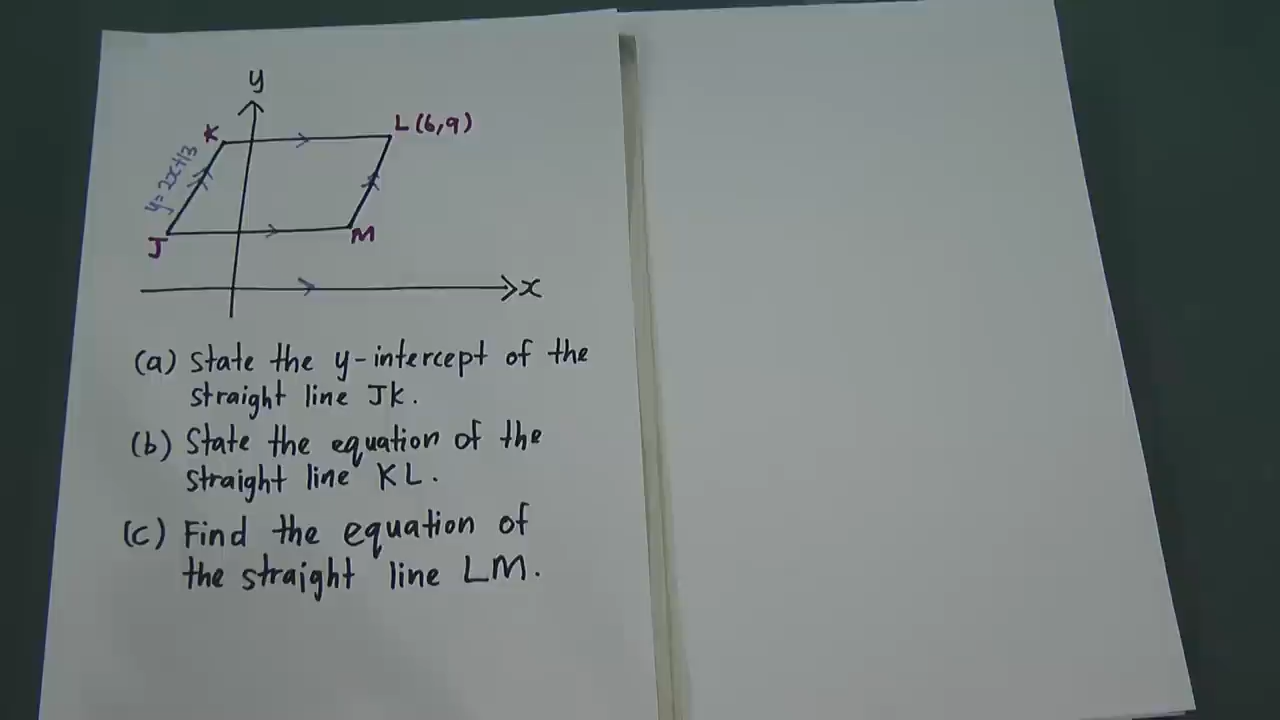 y
K
L(6,9)
y=2x+13
J
M
x
(a) State the y-intercept of the
straight line JK.
(b) State the equation of the
straight line KL.
(c) Find the equation of
the straight line LM.